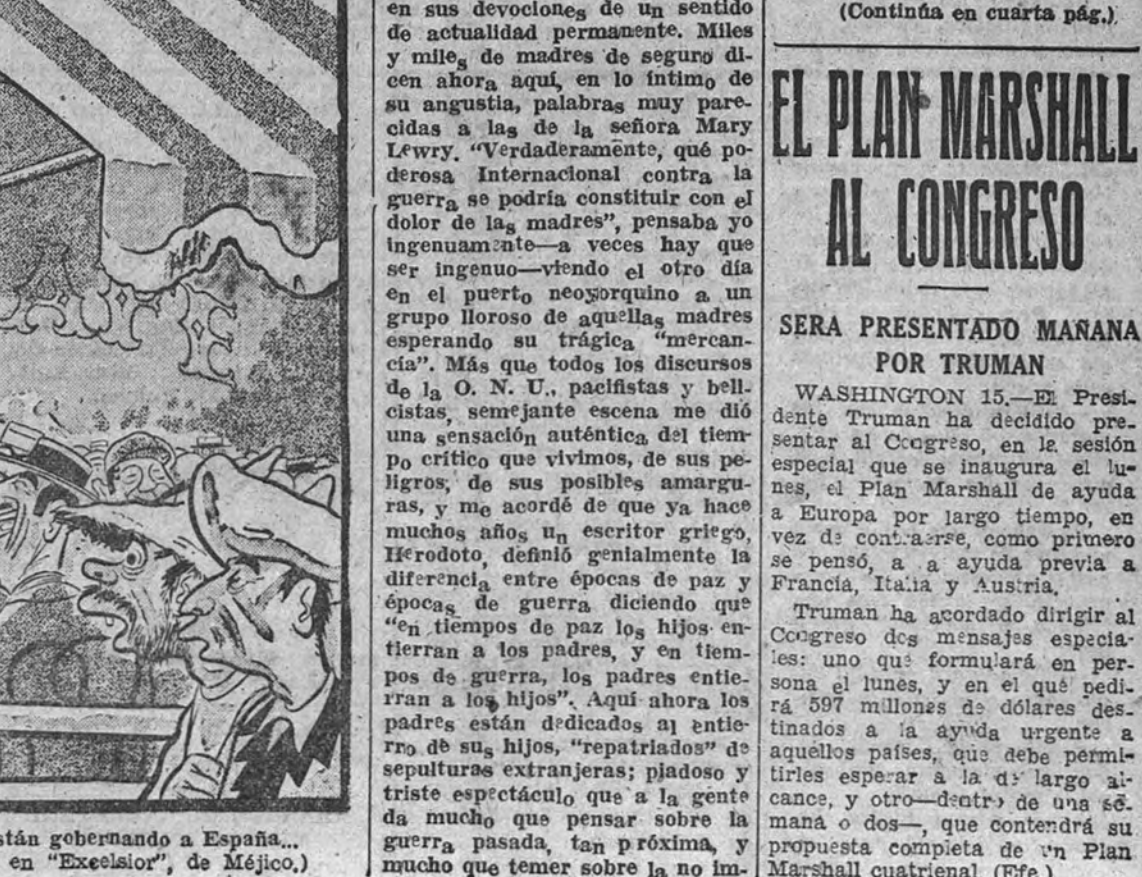 stán gobernando a España...
en "Excelsior", de Méjico.)
en sus devociones de un sentido
de actualidad permanente. Miles
y miles de madres de seguro di-
cen ahora aquí, en lo íntimo de
su angustia, palabras muy pare-
cidas a las de la señora Mary
Lewry. "Verdaderamente, qué po-
derosa Internacional contra la
guerra se podría constituir con el
dolor de las madres", pensaba yo
ingenuamente—a veces hay que
ser ingenuo—viendo el otro día
en el puerto neoyorquino a un
grupo lloroso de aquellas madres
esperando su trágica "mercan-
cía". Más que todos los discursos
de la O. N. U., pacifistas y beli-
cistas, semejante escena me dió
una sensación auténtica del tiem-
po crítico que vivimos, de sus pe-
ligros, de sus posibles amargu-
ras, y me acordé de que ya hace
muchos años un escritor griego,
Herodoto, definió genialmente la
diferencia entre épocas de paz y
épocas de guerra diciendo que
"en tiempos de paz los hijos en-
tierran a los padres, y en tiem-
pos de guerra, los padres entie-
rran a los hijos". Aquí ahora los
padres están dedicados al entie-
rro de sus hijos, "repatriados" de
sepulturas extranjeras; piadoso y
triste espectáculo que a la gente
da mucho que pensar sobre la
guerra pasada, tan próxima, y
mucho que temer sobre la no im-
(Continúa en cuarta pág.)
EL PLAN MARSHALL
AL CONGRESO
SERA PRESENTADO MAÑANA
POR TRUMAN
WASHINGTON 15.—El Presi-
dente Truman ha decidido pre-
sentar al Congreso, en la sesión
especial que se inaugura el lu-
nes, el Plan Marshall de ayuda
a Europa por largo tiempo, en
vez de contraerse, como primero
se pensó, a a ayuda previa a
Francia, Italia y Austria.
Truman ha acordado dirigir al
Congreso dos mensajes especia-
les: uno que formulará en per-
sona el lunes, y en el que pedi-
rá 597 millones de dólares des-
tinados a la ayuda urgente a
aquellos países, que debe permi-
tirles esperar a la de largo al-
cance, y otro—dentro de una se-
mana o dos—, que contendrá su
propuesta completa de un Plan
Marshall cuatrienal. (Efe.)